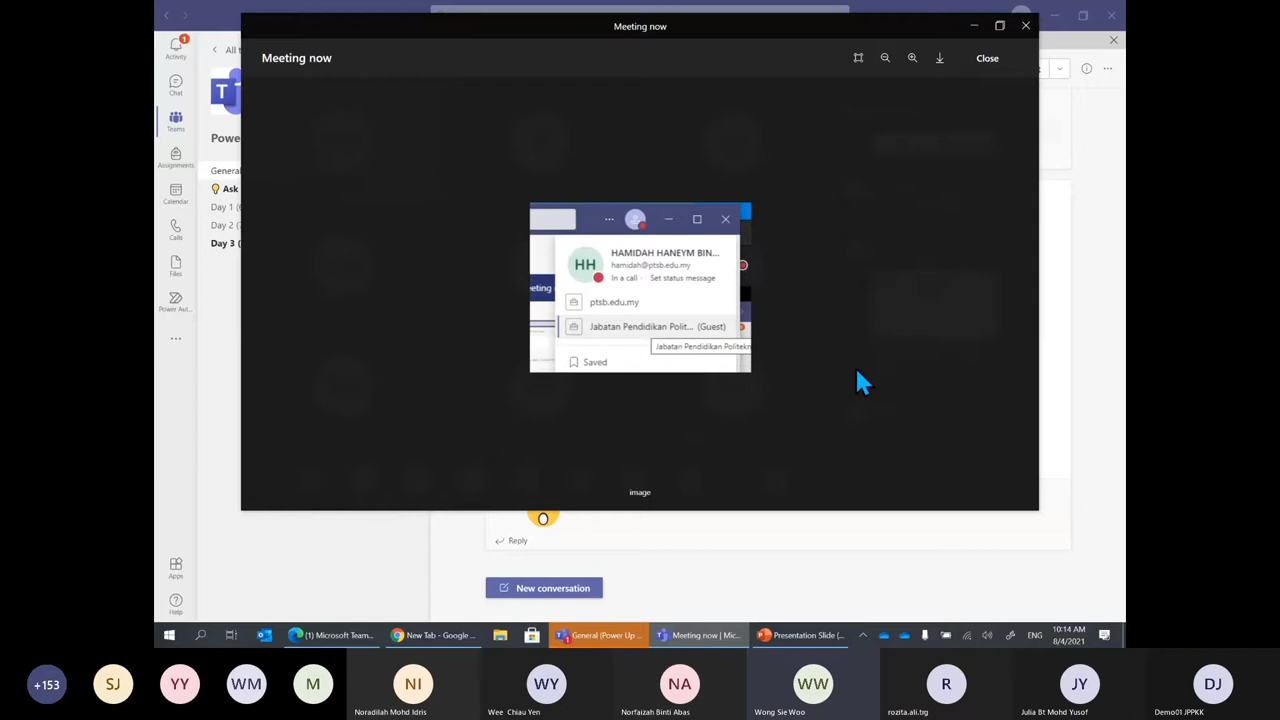 Meeting now
Meeting now
Close
1
Activity
Chat
Teams
Assignments
Calendar
Calls
Files
Power Aut...
Apps
Help
All
T
Powe
General
Ask
Day 1 (
Day 2 (
Day 3 (
HH
HAMIDAH HANEYM BIN...
hamidah@ptsb.edu.my
In a call
Set status message
ptsb.edu.my
Jabatan Pendidikan Polit... (Guest)
Jabatan Pendidikan Politekn
Saved
image
Reply
New conversation
(1) Microsoft Team...
New Tab - Google ...
General (Power Up ...
Meeting now | Mic...
Presentation Slide (...
ENG
10:14 AM
8/4/2021
+153
SJ
YY
WM
M
NI
WY
NA
WW
R
JY
DJ
Noradilah Mohd Idris
Wee Chiau Yen
Norfaizah Binti Abas
Wong Sie Woo
rozita.ali.trg
Julia Bt Mohd Yusof
Demo01 JPPKK